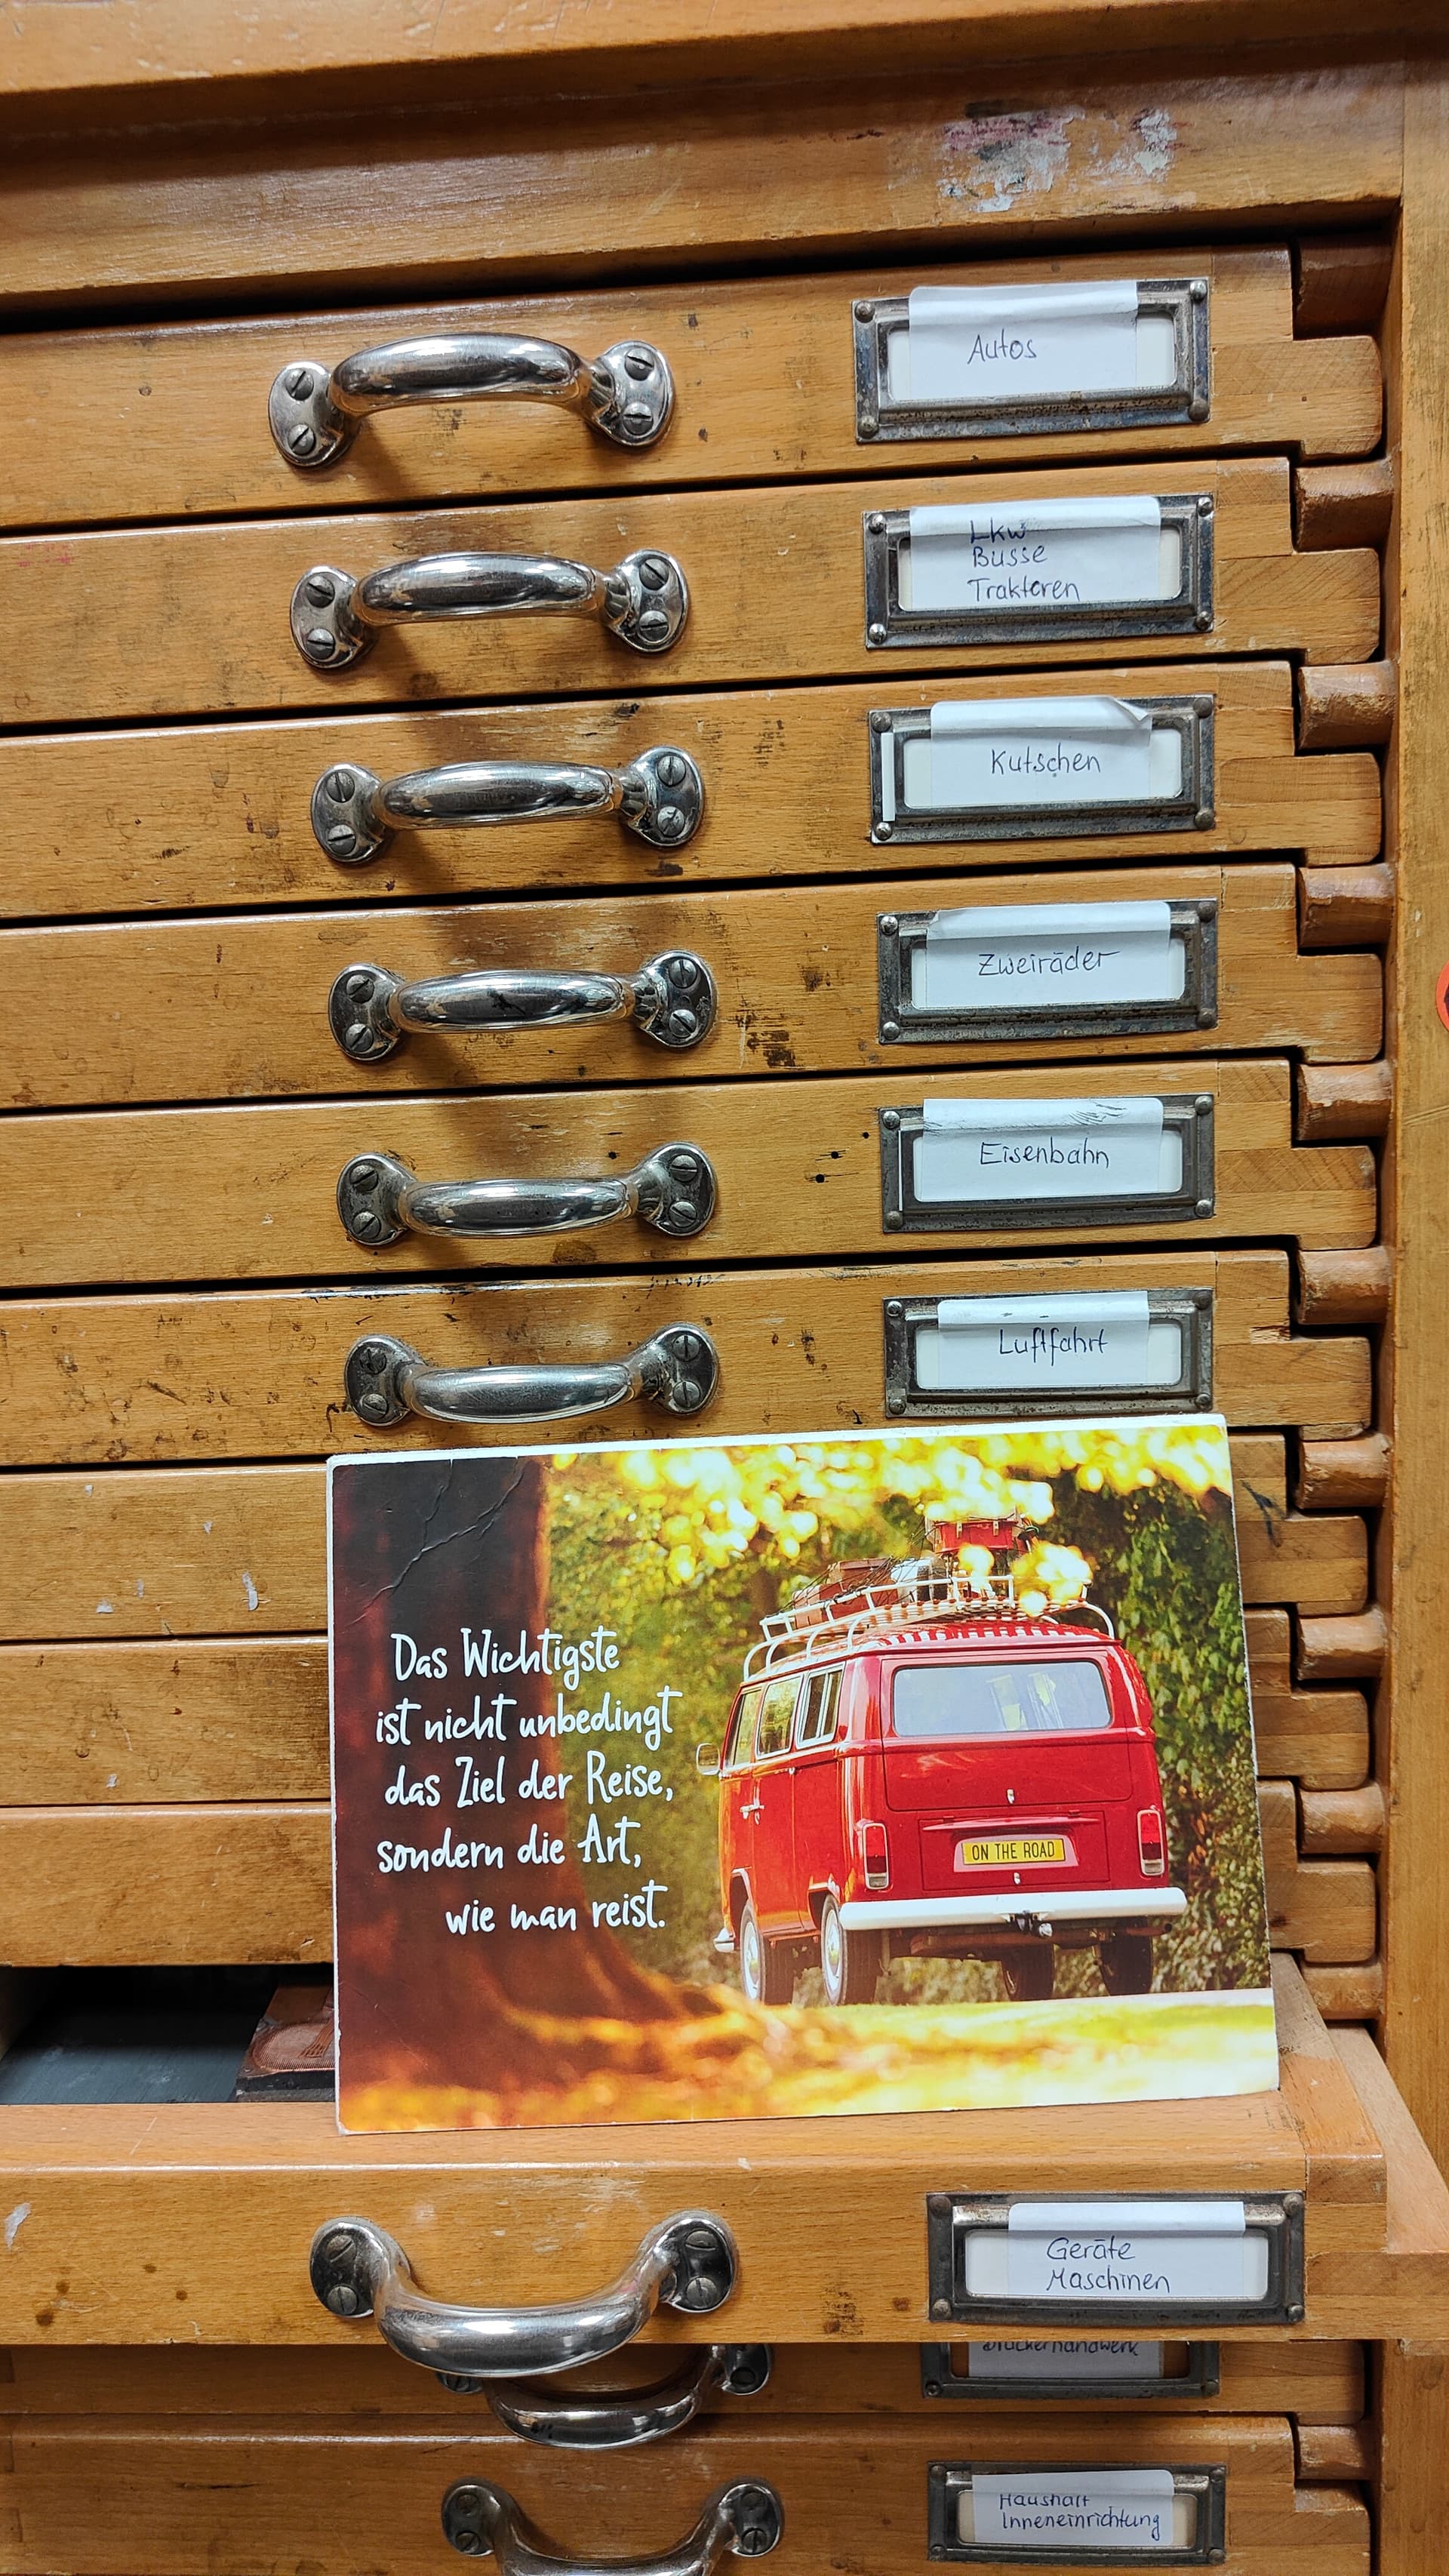 Autos
Lkw
Busse
Traktoren
Kutschen
Zweiräder
Eisenbahn
Luftfahrt
Das Wichtigste
ist nicht unbedingt
das Ziel der Reise,
sondern die Art,
wie man reist.
ON THE ROAD
Geräte
Maschinen
Druckerhandwerk
Haushalt
Inneneinrichtung